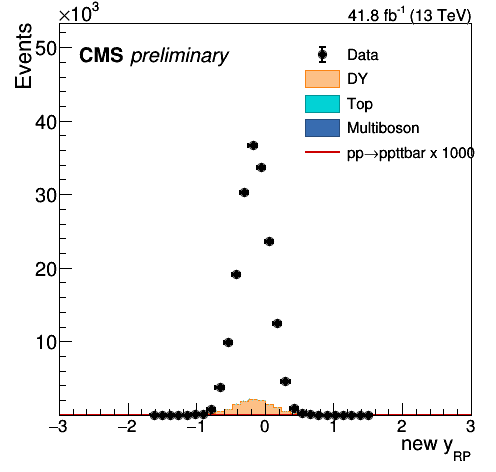 ×10³
41.8 fb⁻¹ (13 TeV)
Events
CMS preliminary
Data
DY
Top
Multiboson
pp→ppttbar x 1000
50
40
30
20
10
−3 −2 −1 0 1 2 3
new y_RP